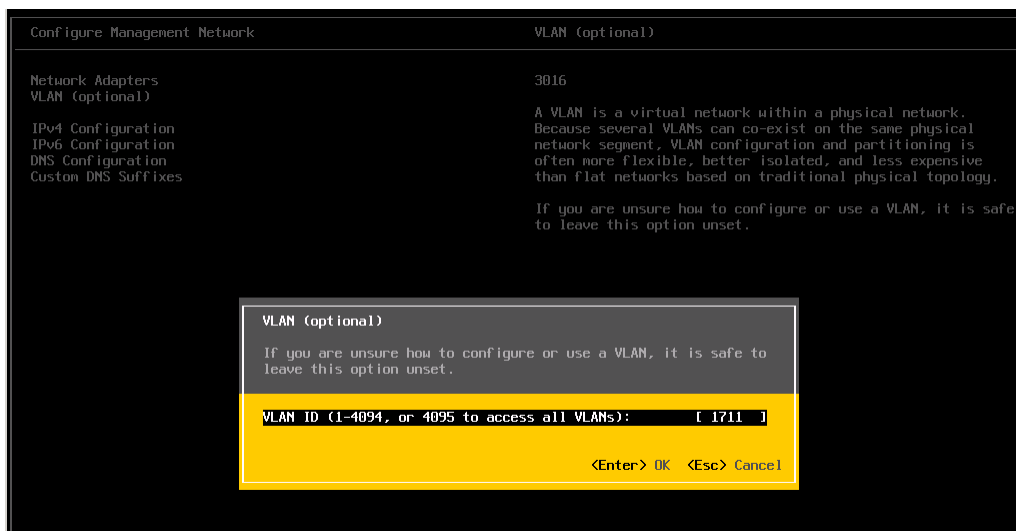 Configure Management Network
VLAN (optional)
Network Adapters
VLAN (optional)
IPv4 Configuration
IPv6 Configuration
DNS Configuration
Custom DNS Suffixes
3016
A VLAN is a virtual network within a physical network.
Because several VLANs can co-exist on the same physical
network segment, VLAN configuration and partitioning is
often more flexible, better isolated, and less expensive
than flat networks based on traditional physical topology.
If you are unsure how to configure or use a VLAN, it is safe
to leave this option unset.
VLAN (optional)
If you are unsure how to configure or use a VLAN, it is safe to
leave this option unset.
VLAN ID (1-4094, or 4095 to access all VLANs): [ 1711 ]
<Enter> OK <Esc> Cancel